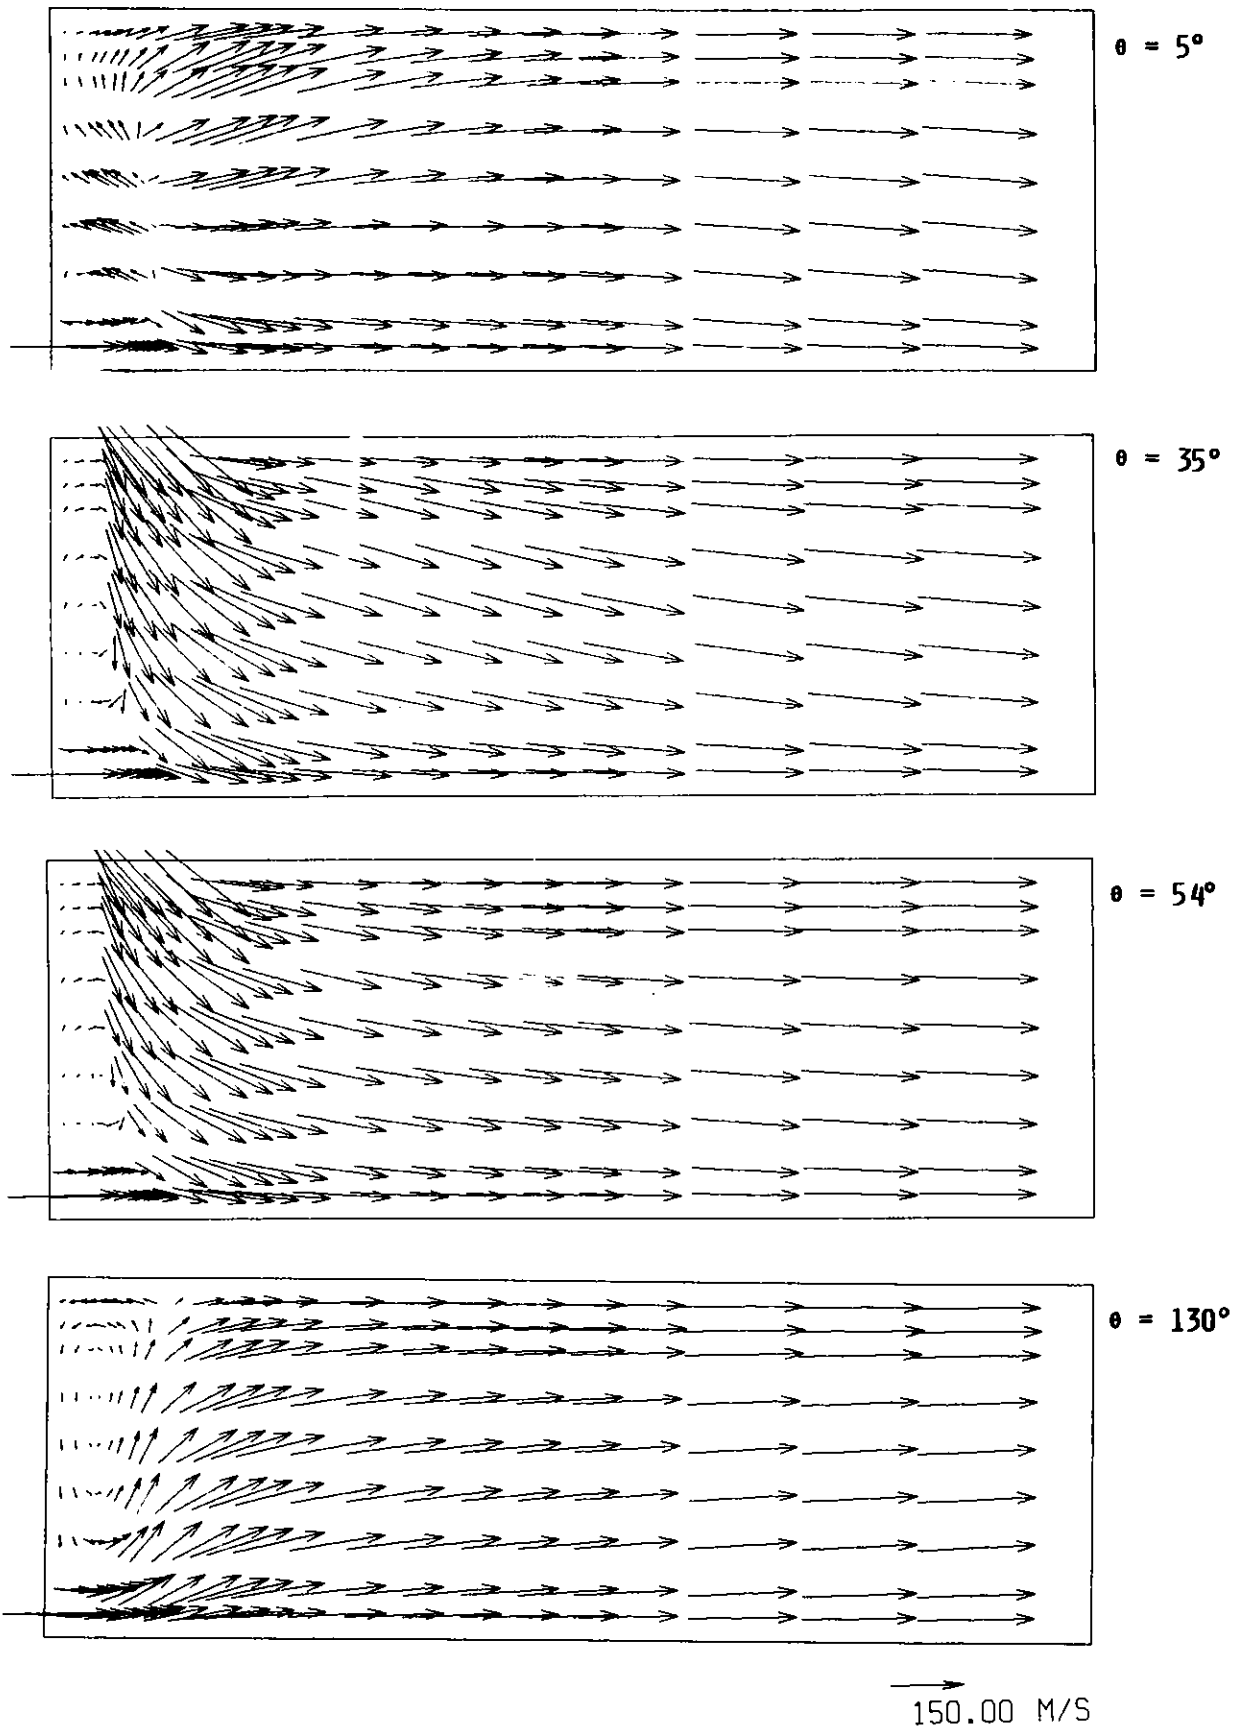 θ = 5°
θ = 35°
θ = 54°
θ = 130°
150.00 M/S